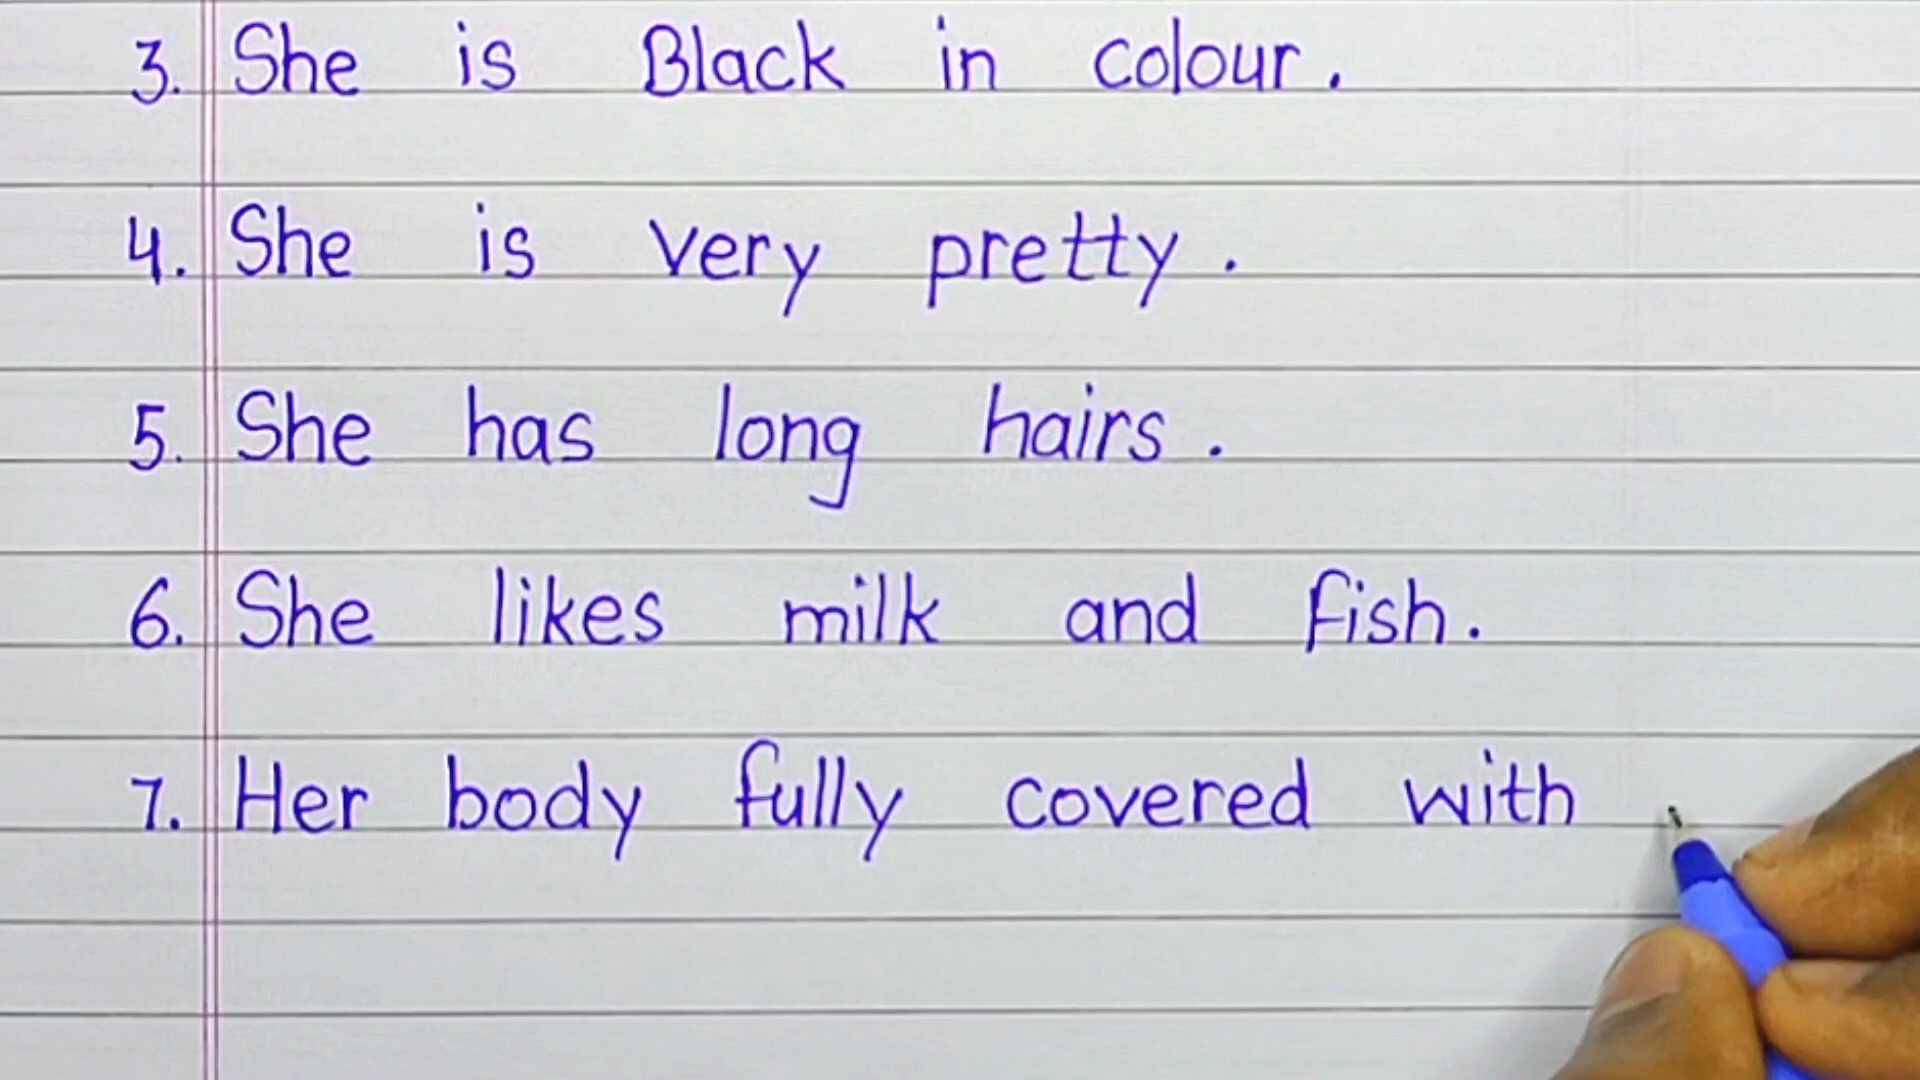 3. She is Black in colour.
4. She is very pretty.
5. She has long hairs.
6. She likes milk and fish.
7. Her body fully covered with